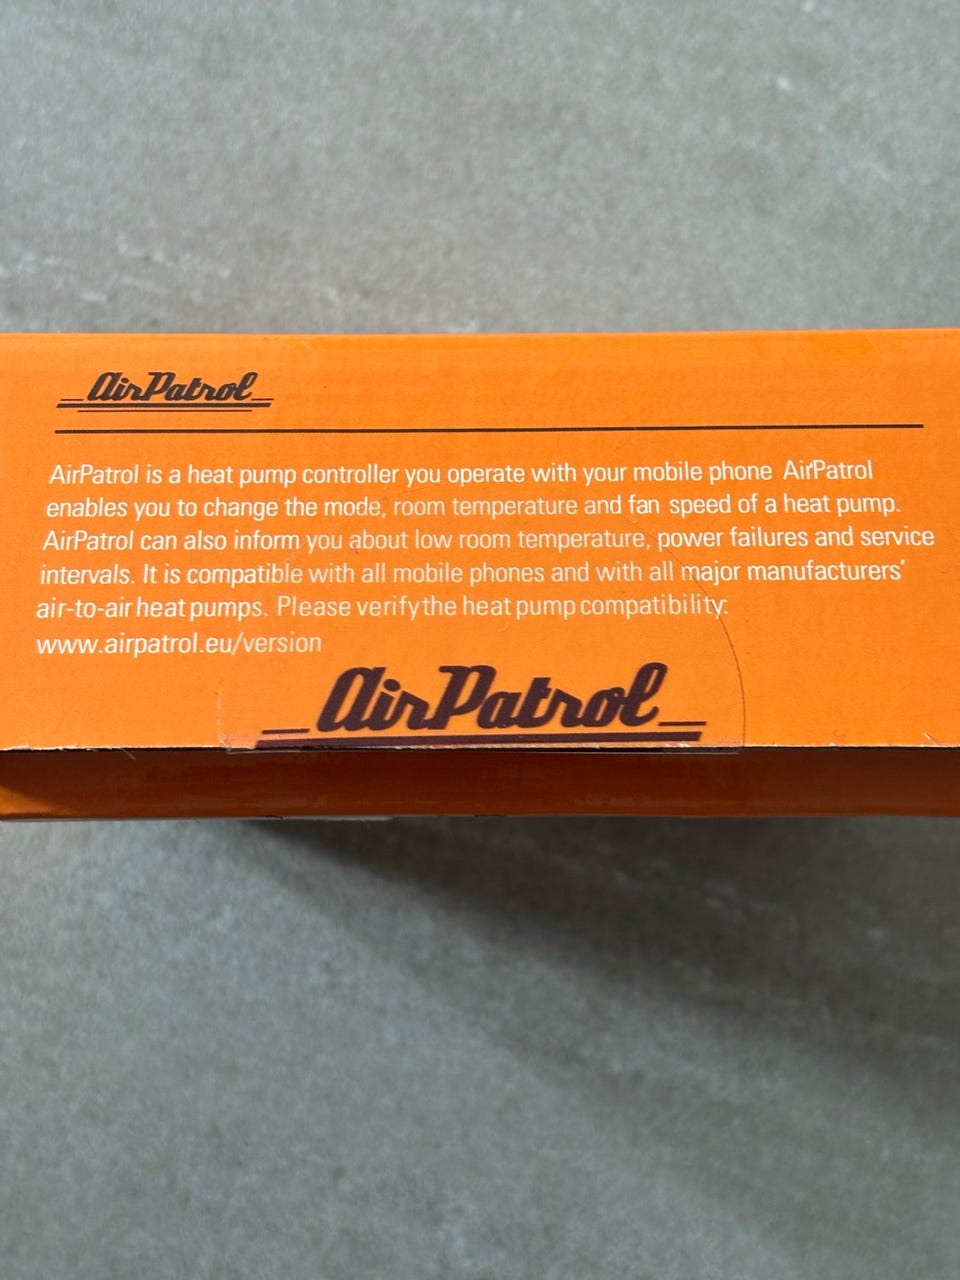 AirPatrol
AirPatrol is a heat pump controller you operate with your mobile phone AirPatrol
enables you to change the mode, room temperature and fan speed of a heat pump.
AirPatrol can also inform you about low room temperature, power failures and service
intervals. It is compatible with all mobile phones and with all major manufacturers'
air-to-air heat pumps. Please verify the heat pump compatibility:
www.airpatrol.eu/version
AirPatrol